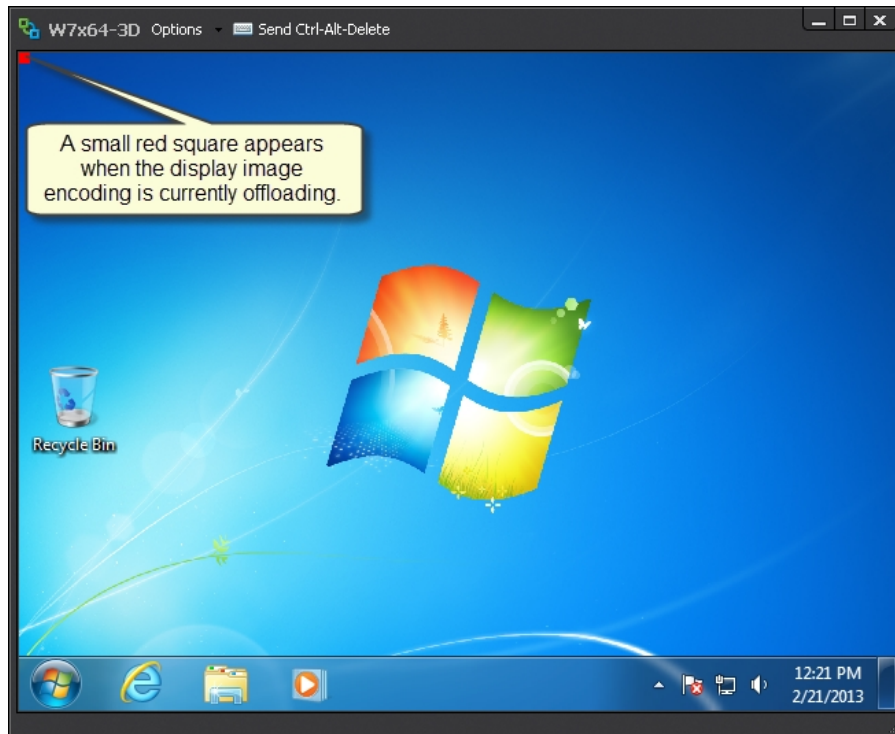 W7x64-3D Options Send Ctrl-Alt-Delete
A small red square appears
when the display image
encoding is currently offloading.
Recycle Bin
12:21 PM
2/21/2013